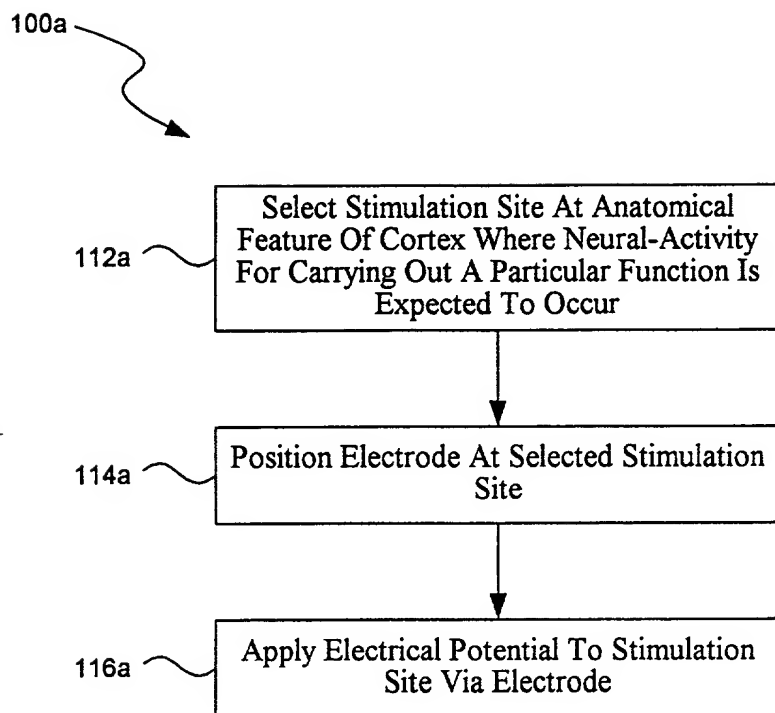 100a
112a
Select Stimulation Site At Anatomical
Feature Of Cortex Where Neural-Activity
For Carrying Out A Particular Function Is
Expected To Occur
114a
Position Electrode At Selected Stimulation
Site
116a
Apply Electrical Potential To Stimulation
Site Via Electrode